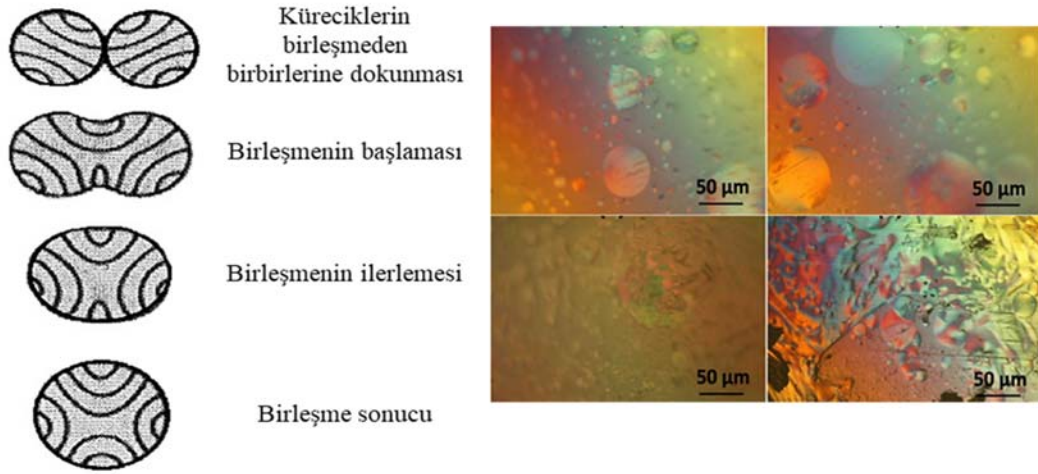 Küreciklerin
birleşmeden
birbirlerine dokunması
Birleşmenin başlaması
Birleşmenin ilerlemesi
Birleşme sonucu
50 µm
50 µm
50 µm
50 µm